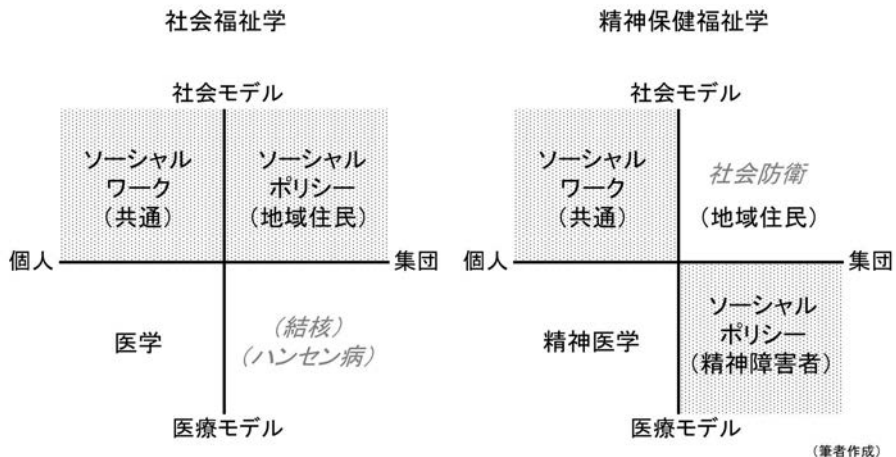 社会福祉学
社会モデル
ソーシャル
ワーク
(共通)
ソーシャル
ポリシー
(地域住民)
個人
集団
医学
(結核)
(ハンセン病)
医療モデル
精神保健福祉学
社会モデル
ソーシャル
ワーク
(共通)
社会防衛
(地域住民)
個人
集団
精神医学
ソーシャル
ポリシー
(精神障害者)
医療モデル
(筆者作成)